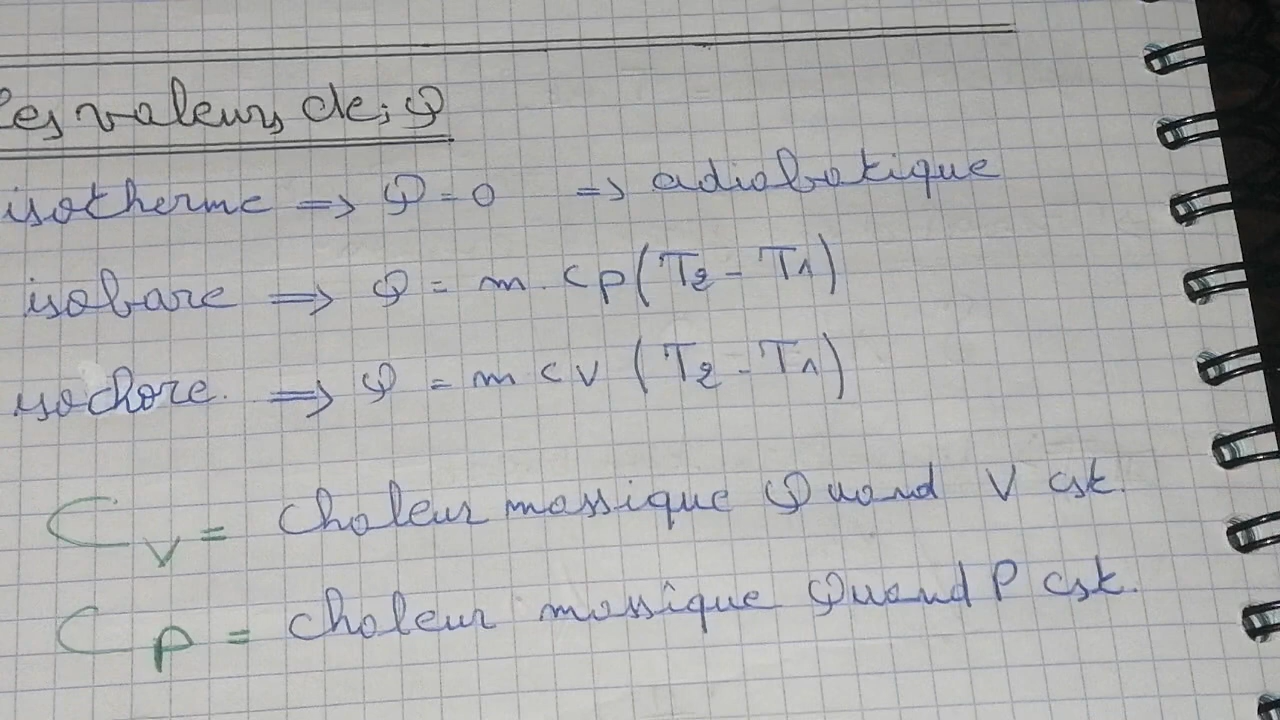 Les valeurs de; Q
isotherme => Q = 0 => adiabatique
isobare => Q = m . cp (T2 - T1)
isochore. => Q = m cv (T2 - T1)
Cv = chaleur massique Quand V cst.
Cp = chaleur massique Quand P cst.